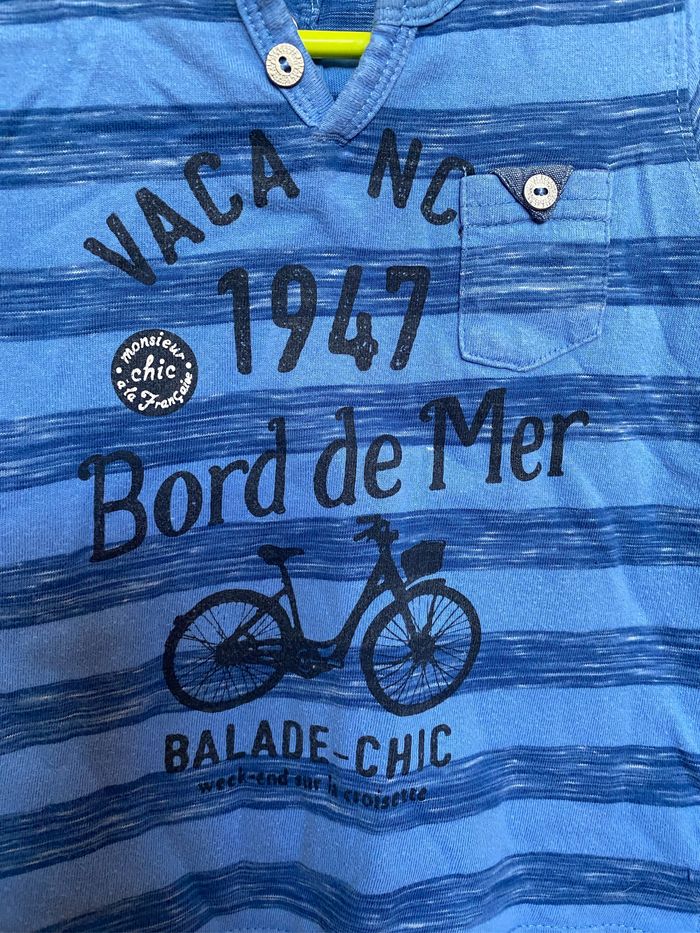 VACA NC
1947
monsieur
chic
à la Française
Bord de Mer
BALADE-CHIC
week-end sur la croisette